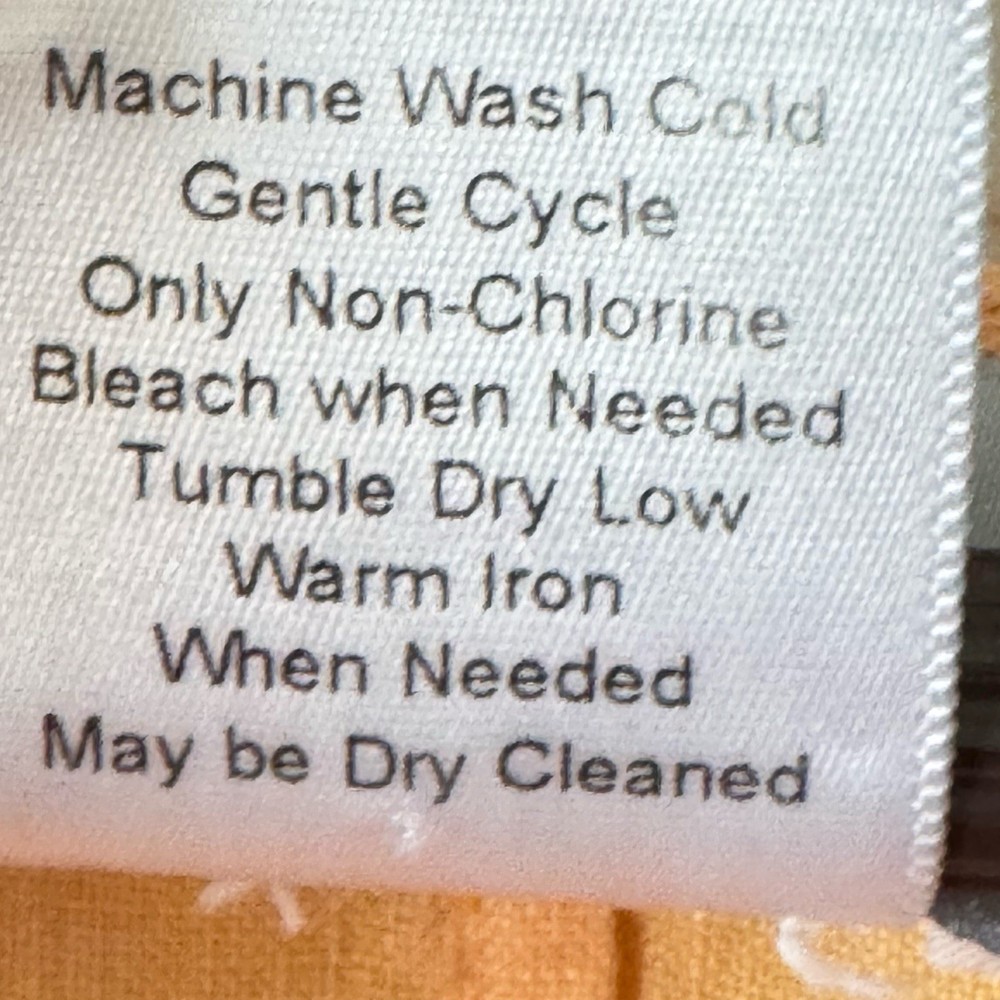 Machine Wash Cold
Gentle Cycle
Only Non-Chlorine
Bleach when Needed
Tumble Dry Low
Warm Iron
When Needed
May be Dry Cleaned